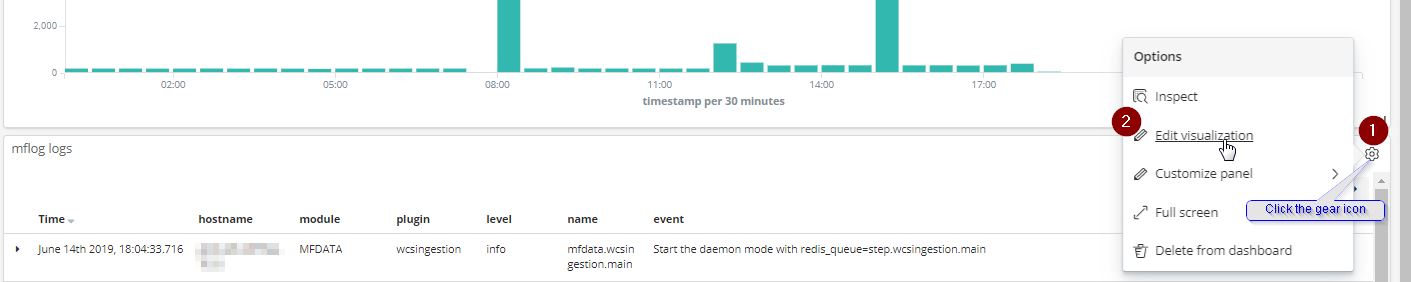 2,000
0
02:00 05:00 08:00 11:00 14:00 17:00
timestamp per 30 minutes
Options
Inspect
2
Edit visualization
1
Customize panel
Click the gear icon
Full screen
Delete from dashboard
mflog logs
Time hostname module plugin level name event
June 14th 2019, 18:04:33.716 MFDATA wcsingestion info mfdata.wcsin Start the daemon mode with redis_queue=step.wcsingestion.main
gestion.main